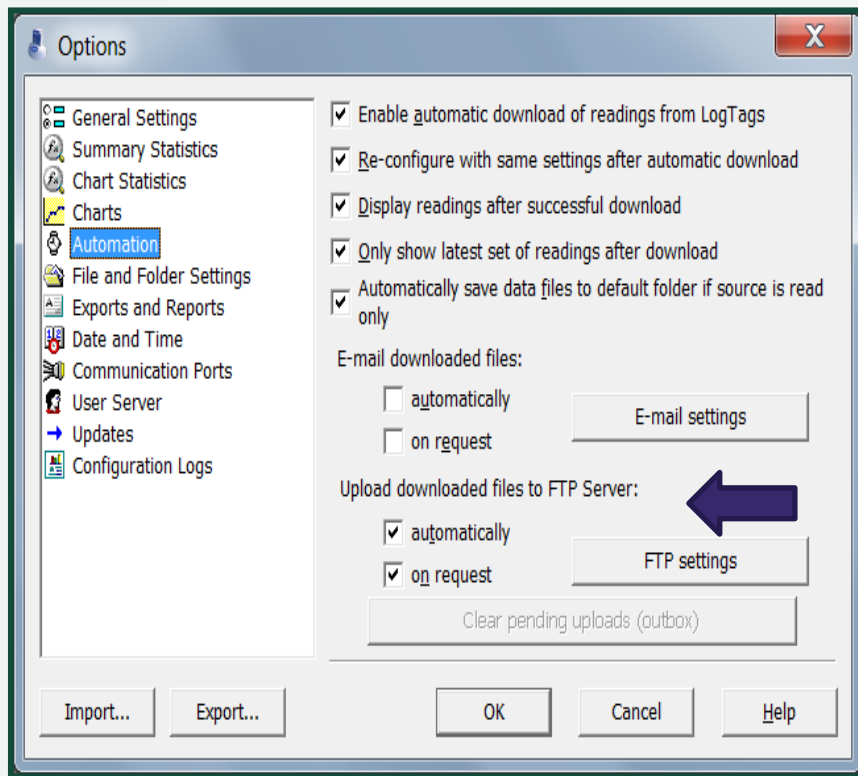 Options
X
General Settings
Summary Statistics
Chart Statistics
Charts
Automation
File and Folder Settings
Exports and Reports
Date and Time
Communication Ports
User Server
Updates
Configuration Logs
Enable automatic download of readings from LogTags
Re-configure with same settings after automatic download
Display readings after successful download
Only show latest set of readings after download
Automatically save data files to default folder if source is read
only
E-mail downloaded files:
automatically
on request
E-mail settings
Upload downloaded files to FTP Server:
automatically
on request
FTP settings
Clear pending uploads (outbox)
Import...
Export...
OK
Cancel
Help